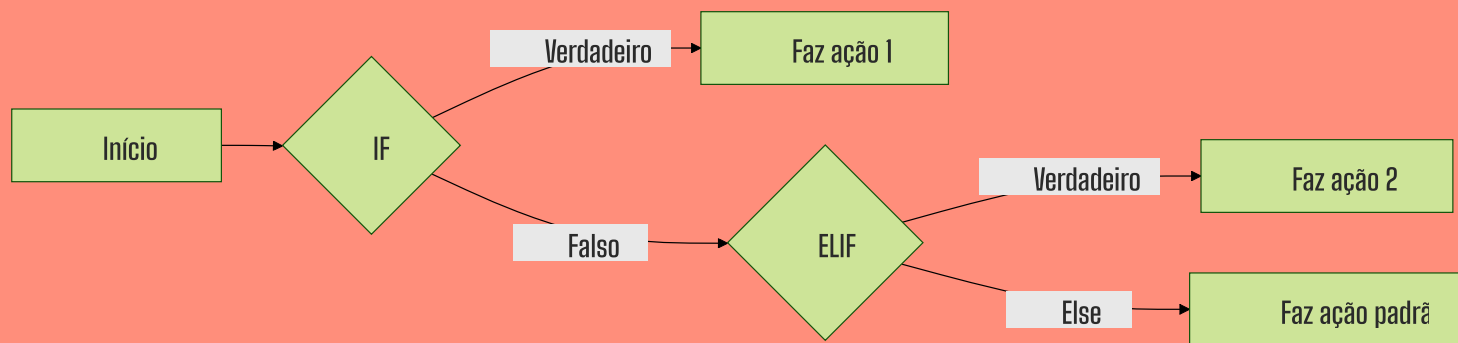 Início
IF
Verdadeiro
Faz ação 1
Falso
ELIF
Verdadeiro
Faz ação 2
Else
Faz ação padrã